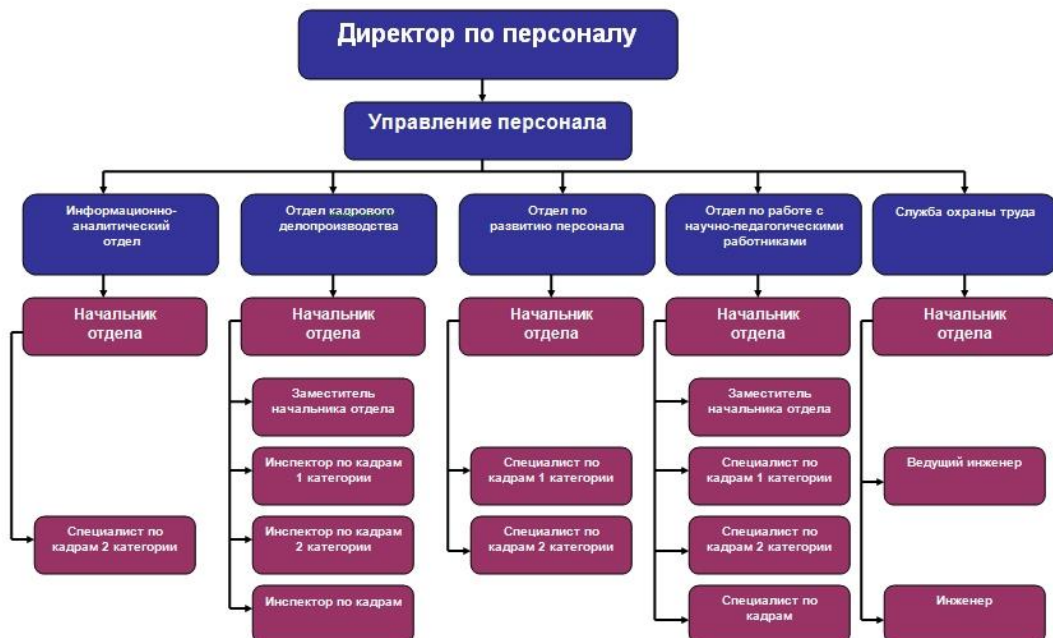 Директор по персоналу
Управление персонала
Информационно-
аналитический
отдел
Отдел кадрового
делопроизводства
Отдел по
развитию персонала
Отдел по работе с
научно-педагогическими
работниками
Служба охраны труда
Начальник
отдела
Начальник
отдела
Начальник
отдела
Начальник
отдела
Начальник
отдела
Специалист по
кадрам 2 категории
Заместитель
начальника отдела
Инспектор по кадрам
1 категории
Инспектор по кадрам
2 категории
Инспектор по кадрам
Специалист по
кадрам 1 категории
Специалист по
кадрам 2 категории
Заместитель
начальника отдела
Специалист по
кадрам 1 категории
Специалист по
кадрам 2 категории
Специалист по
кадрам
Ведущий инженер
Инженер